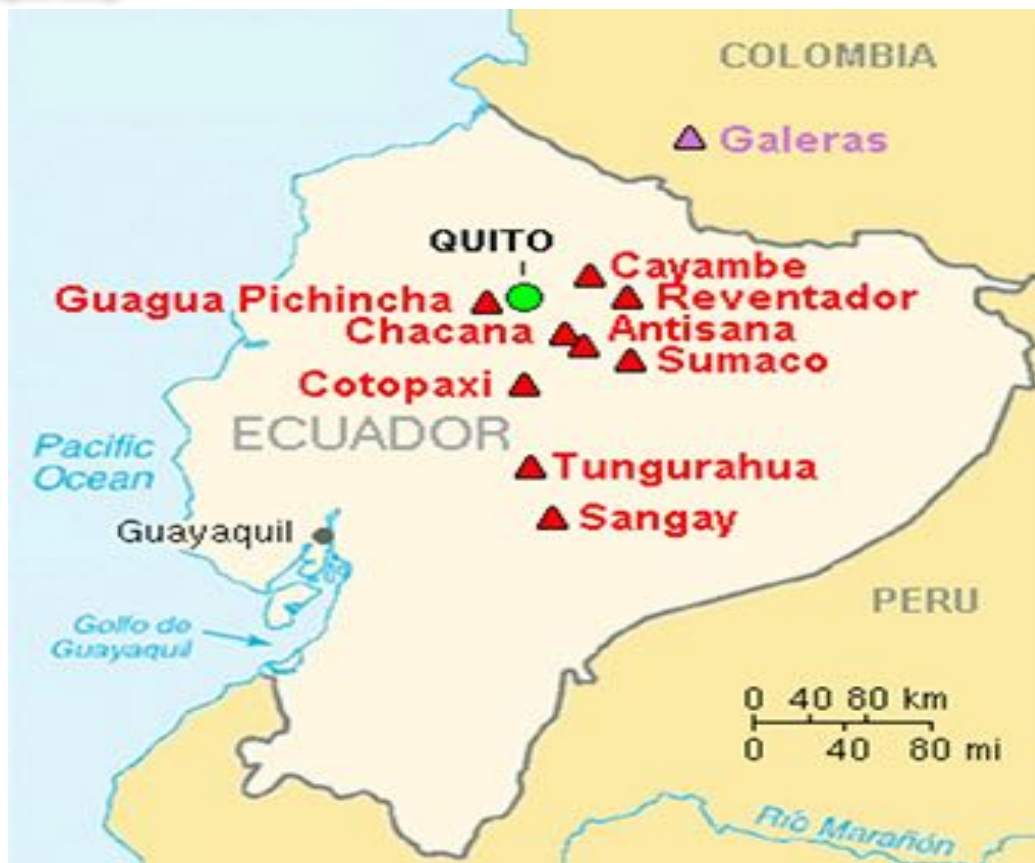 COLOMBIA
Galeras
QUITO
Cayambe
Guagua Pichincha
Reventador
Chacana
Antisana
Sumaco
Cotopaxi
ECUADOR
Pacific
Ocean
Tungurahua
Sangay
Guayaquil
PERU
Golfo de
Guayaquil
0 40 80 km
0 40 80 mi
Río Marañón